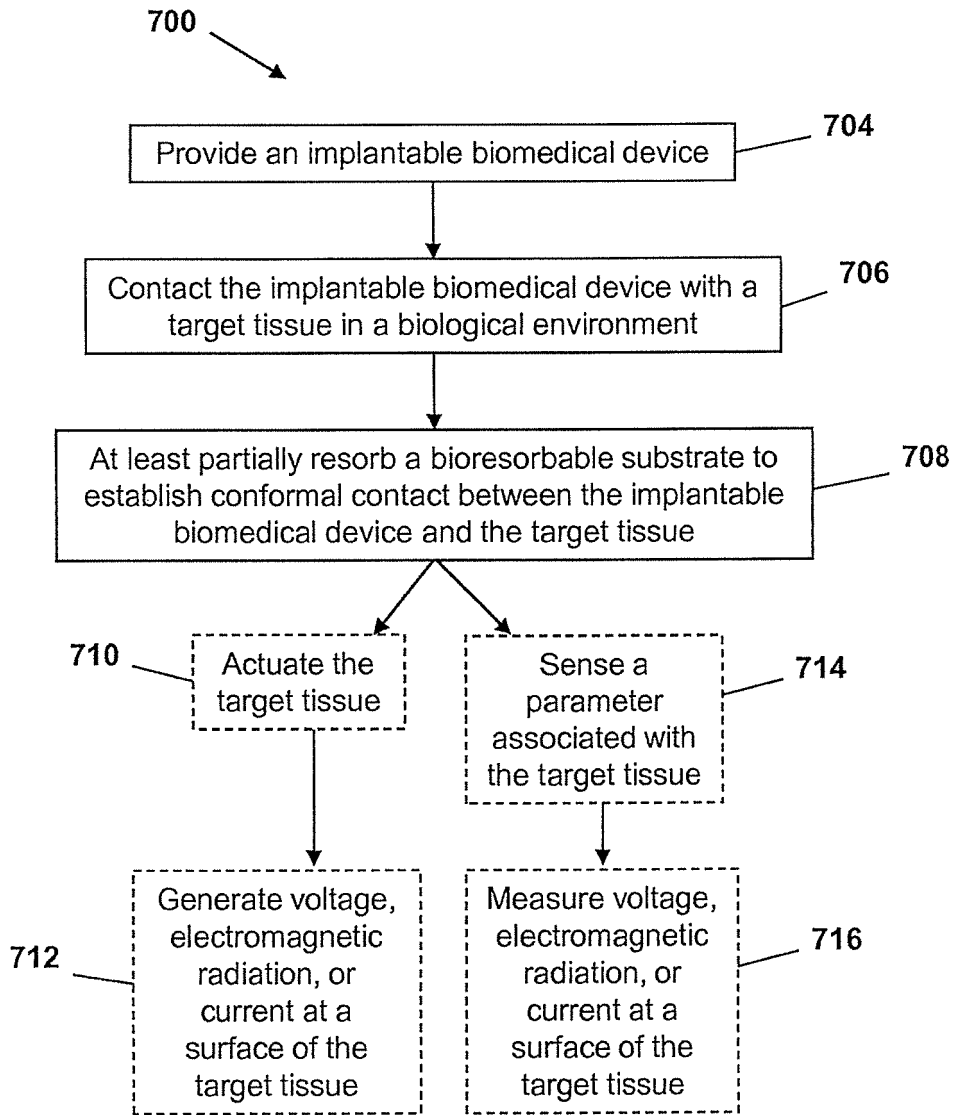 700
704
Provide an implantable biomedical device
706
Contact the implantable biomedical device with a
target tissue in a biological environment
708
At least partially resorb a bioresorbable substrate to
establish conformal contact between the implantable
biomedical device and the target tissue
710
Actuate the
target tissue
714
Sense a
parameter
associated with
the target tissue
712
Generate voltage,
electromagnetic
radiation, or
current at a
surface of the
target tissue
716
Measure voltage,
electromagnetic
radiation, or
current at a
surface of the
target tissue